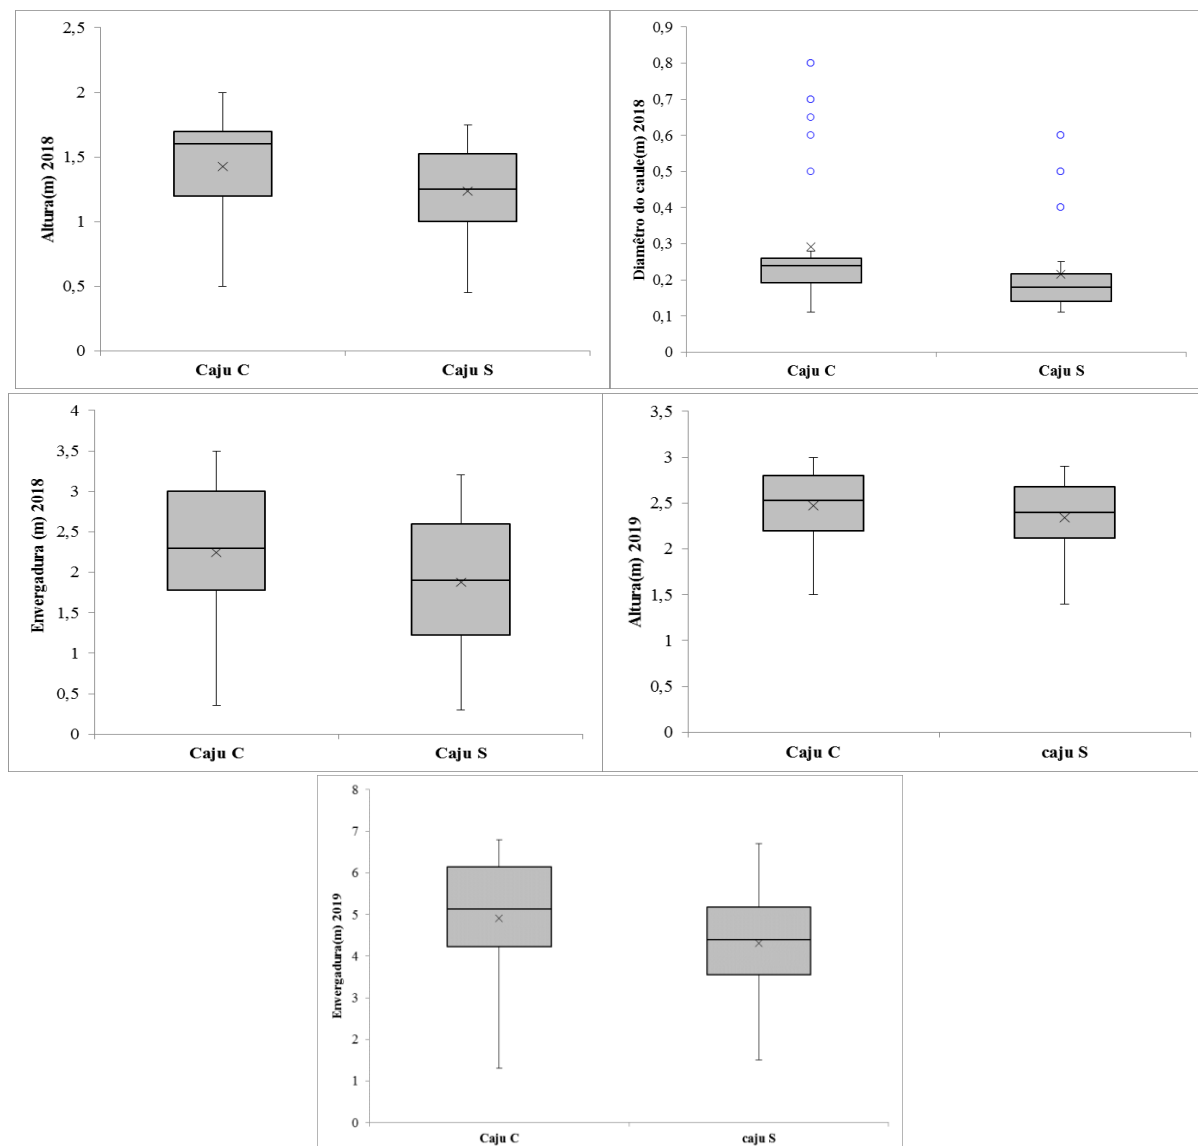 2,5
2
1,5
1
0,5
0
Altura(m) 2018
Caju C
Caju S
0,9
0,8
0,7
0,6
0,5
0,4
0,3
0,2
0,1
0
Diamêtro do caule(m) 2018
Caju C
Caju S
4
3,5
3
2,5
2
1,5
1
0,5
0
Envergadura (m) 2018
Caju C
Caju S
3,5
3
2,5
2
1,5
1
0,5
0
Altura(m) 2019
Caju C
caju S
8
7
6
5
4
3
2
1
0
Envergadura(m) 2019
Caju C
caju S